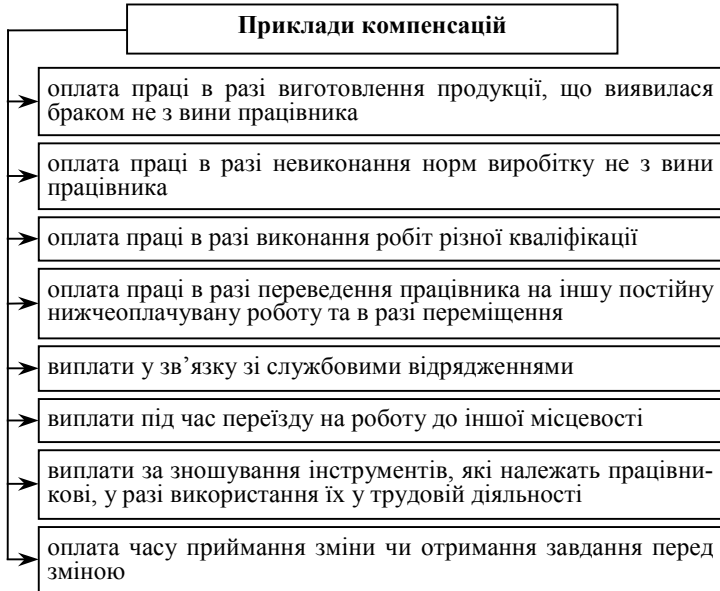 Приклади компенсацій
оплата праці в разі виготовлення продукції, що виявилася
браком не з вини працівника
оплата праці в разі невиконання норм виробітку не з вини
працівника
оплата праці в разі виконання робіт різної кваліфікації
оплата праці в разі переведення працівника на іншу постійну
нижчеоплачувану роботу та в разі переміщення
виплати у зв’язку зі службовими відрядженнями
виплати під час переїзду на роботу до іншої місцевості
виплати за зношування інструментів, які належать працівни-
кові, у разі використання їх у трудовій діяльності
оплата часу приймання зміни чи отримання завдання перед
зміною